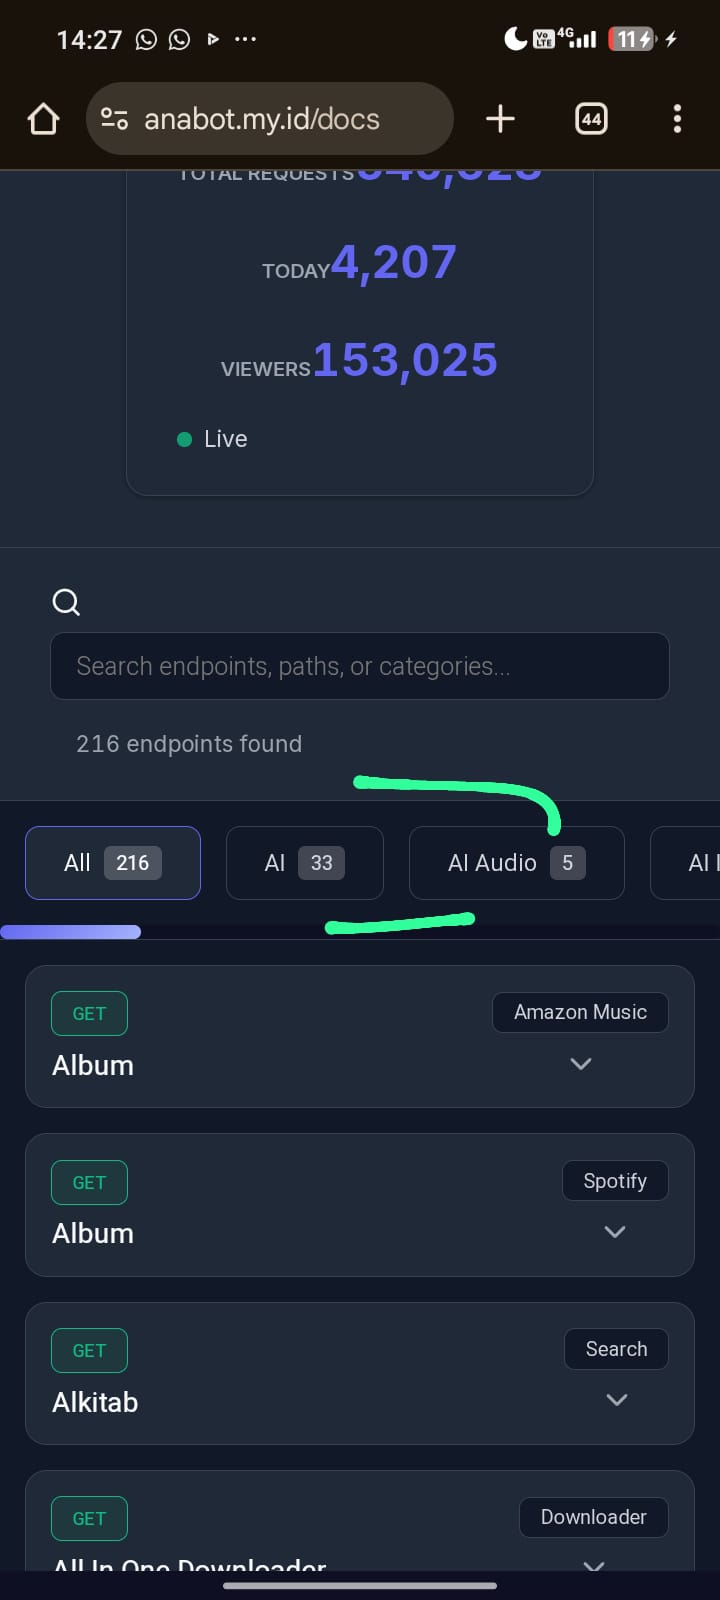 14:27 ... Vo LTE 4G 11
anabot.my.id/docs 44
TOTAL REQUESTS
TODAY 4,207
VIEWERS 153,025
Live
Search endpoints, paths, or categories...
216 endpoints found
All 216 AI 33 AI Audio 5 AI
GET Amazon Music
Album
GET Spotify
Album
GET Search
Alkitab
GET Downloader
All In One Downloader